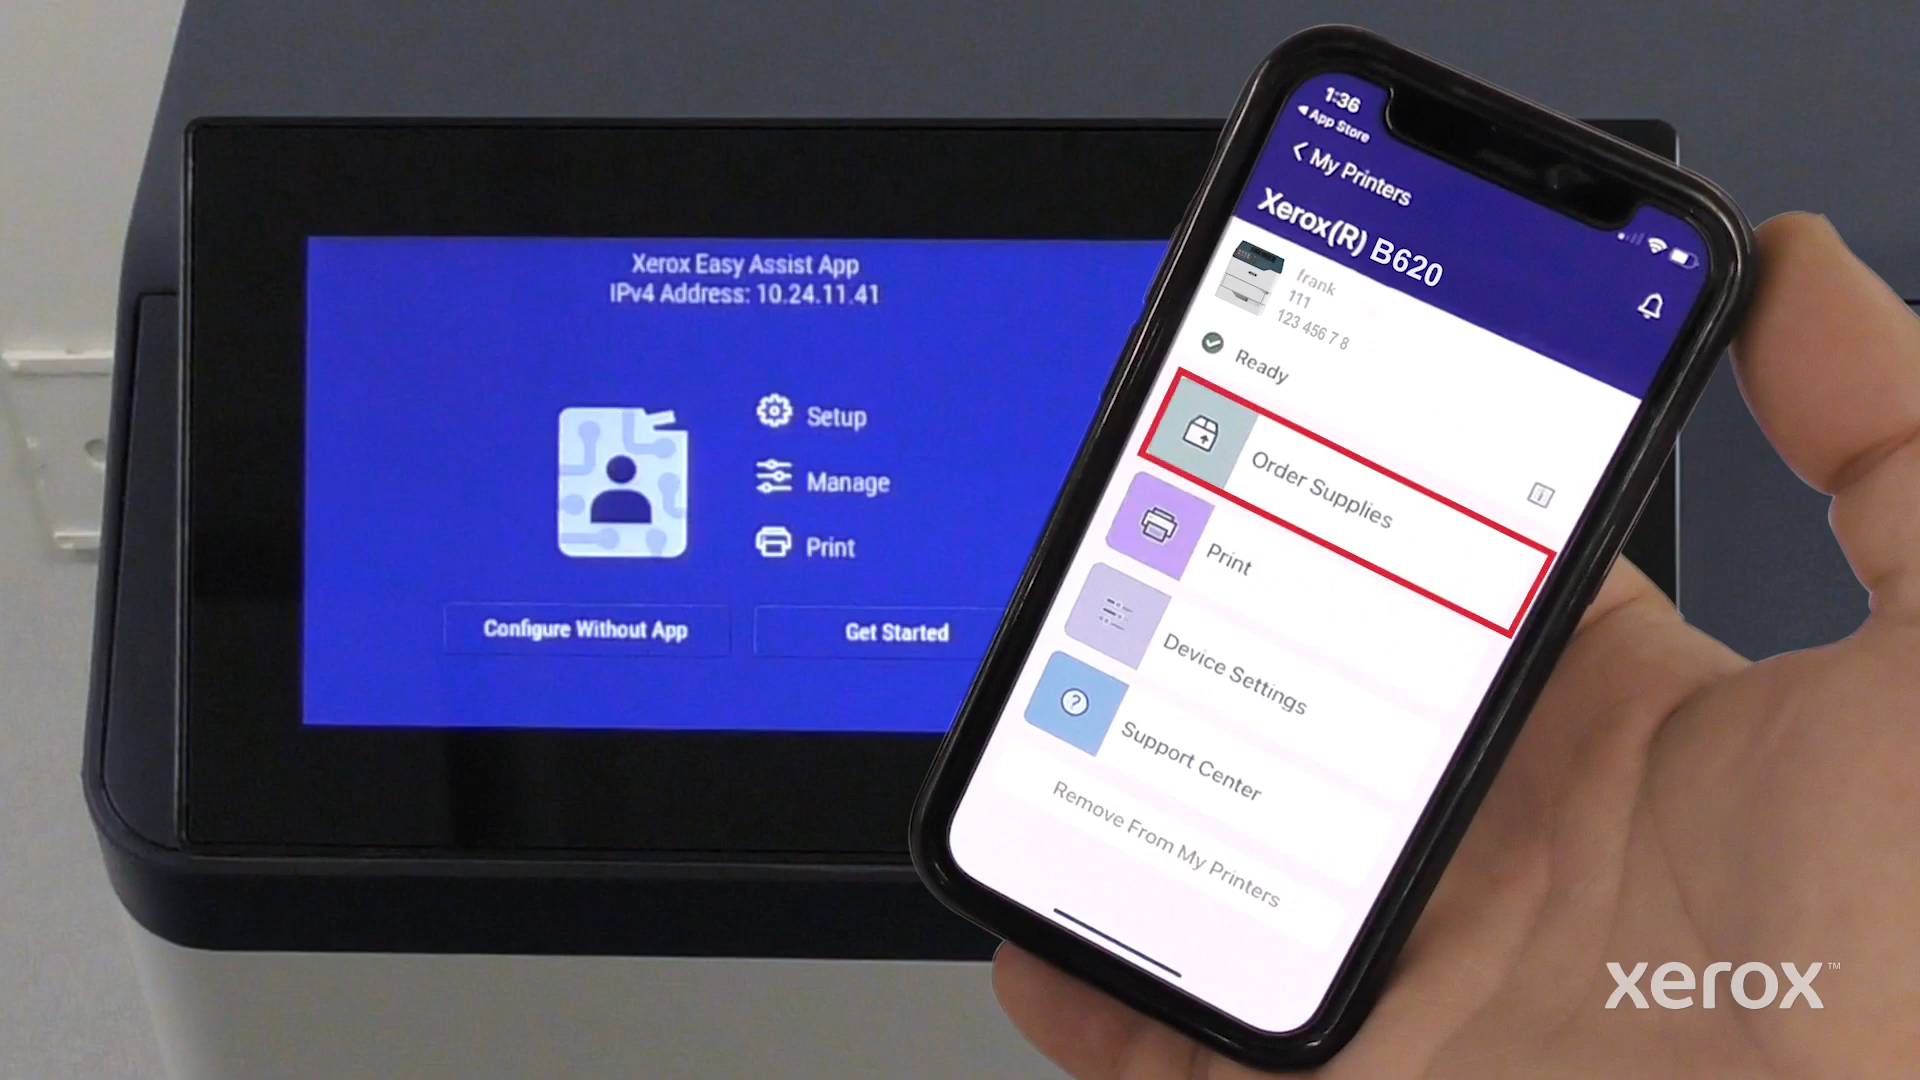 Xerox Easy Assist App
IPv4 Address: 10.24.11.41
Setup
Manage
Print
Configure Without App
Get Started
1:36
App Store
My Printers
Xerox(R) B620
frank
111
123 456 7 8
Ready
Order Supplies
Print
Device Settings
Support Center
Remove From My Printers
xerox™